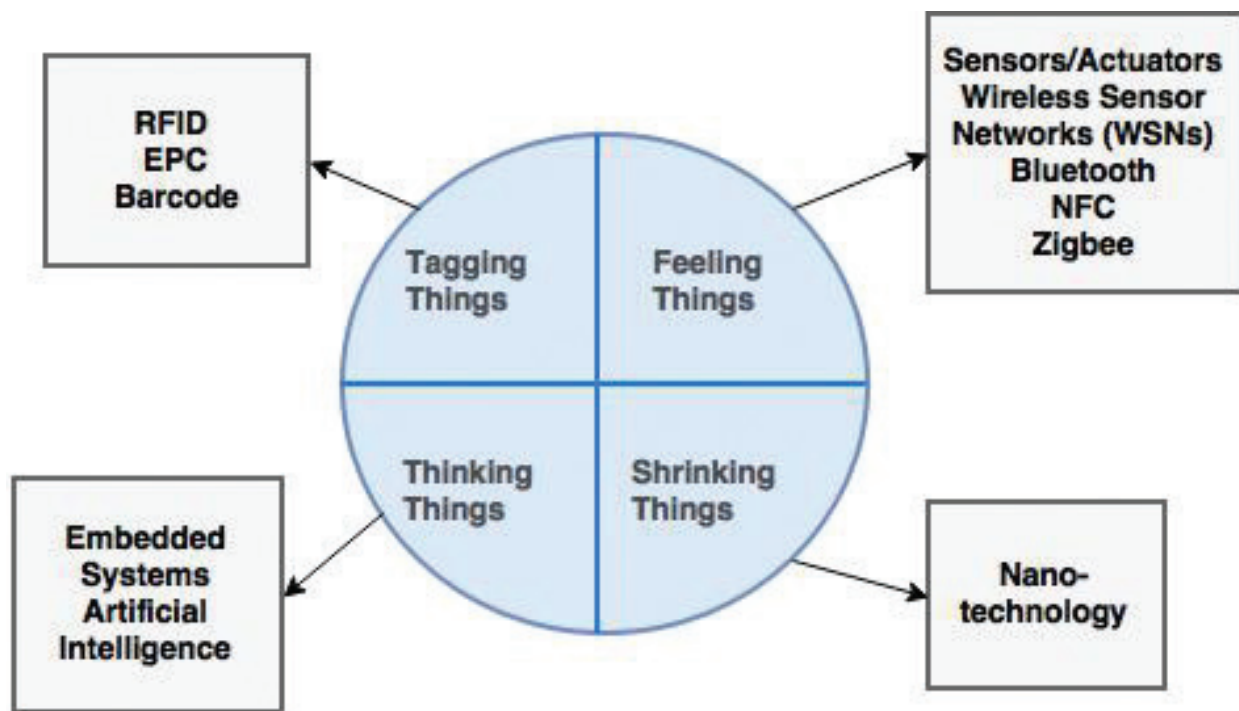 RFID
EPC
Barcode
Sensors/Actuators
Wireless Sensor
Networks (WSNs)
Bluetooth
NFC
Zigbee
Tagging
Things
Feeling
Things
Thinking
Things
Shrinking
Things
Embedded
Systems
Artificial
Intelligence
Nano-
technology